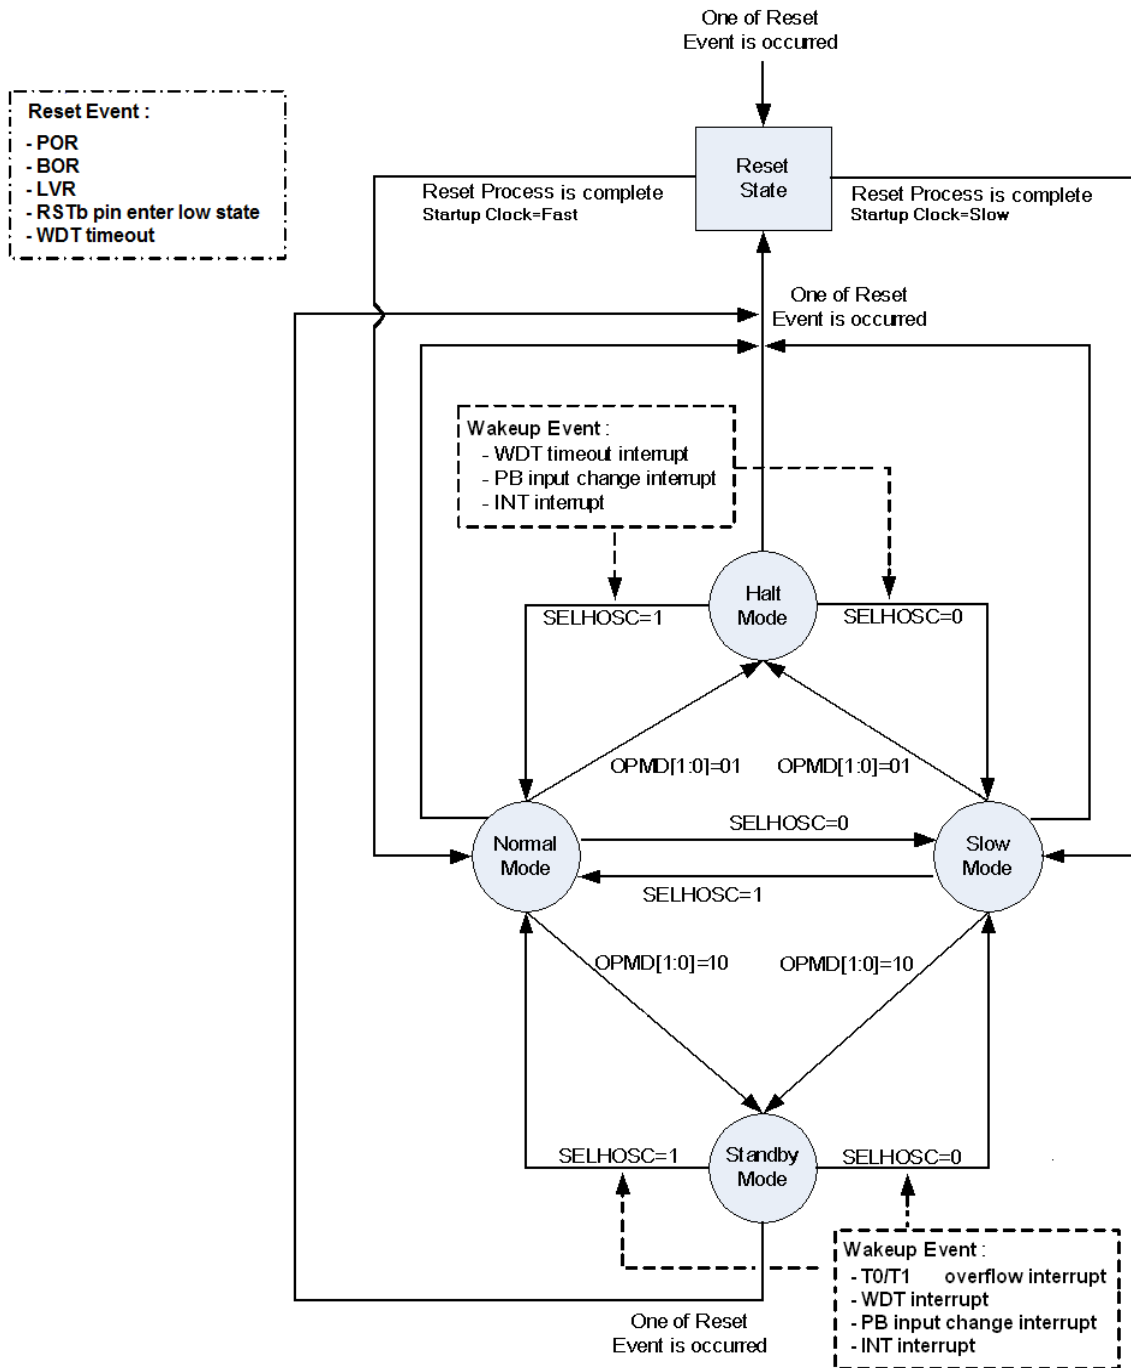 One of Reset
Event is occurred
Reset Event :
- POR
- BOR
- LVR
- RSTb pin enter low state
- WDT timeout
Reset
State
Reset Process is complete
Startup Clock=Fast
Reset Process is complete
Startup Clock=Slow
One of Reset
Event is occurred
Wakeup Event :
- WDT timeout interrupt
- PB input change interrupt
- INT interrupt
Halt
Mode
SELHOSC=1
SELHOSC=0
OPMD[1:0]=01
OPMD[1:0]=01
SELHOSC=0
Normal
Mode
Slow
Mode
SELHOSC=1
OPMD[1:0]=10
OPMD[1:0]=10
SELHOSC=1
Standby
Mode
SELHOSC=0
Wakeup Event :
- T0/T1 overflow interrupt
- WDT interrupt
- PB input change interrupt
- INT interrupt
One of Reset
Event is occurred